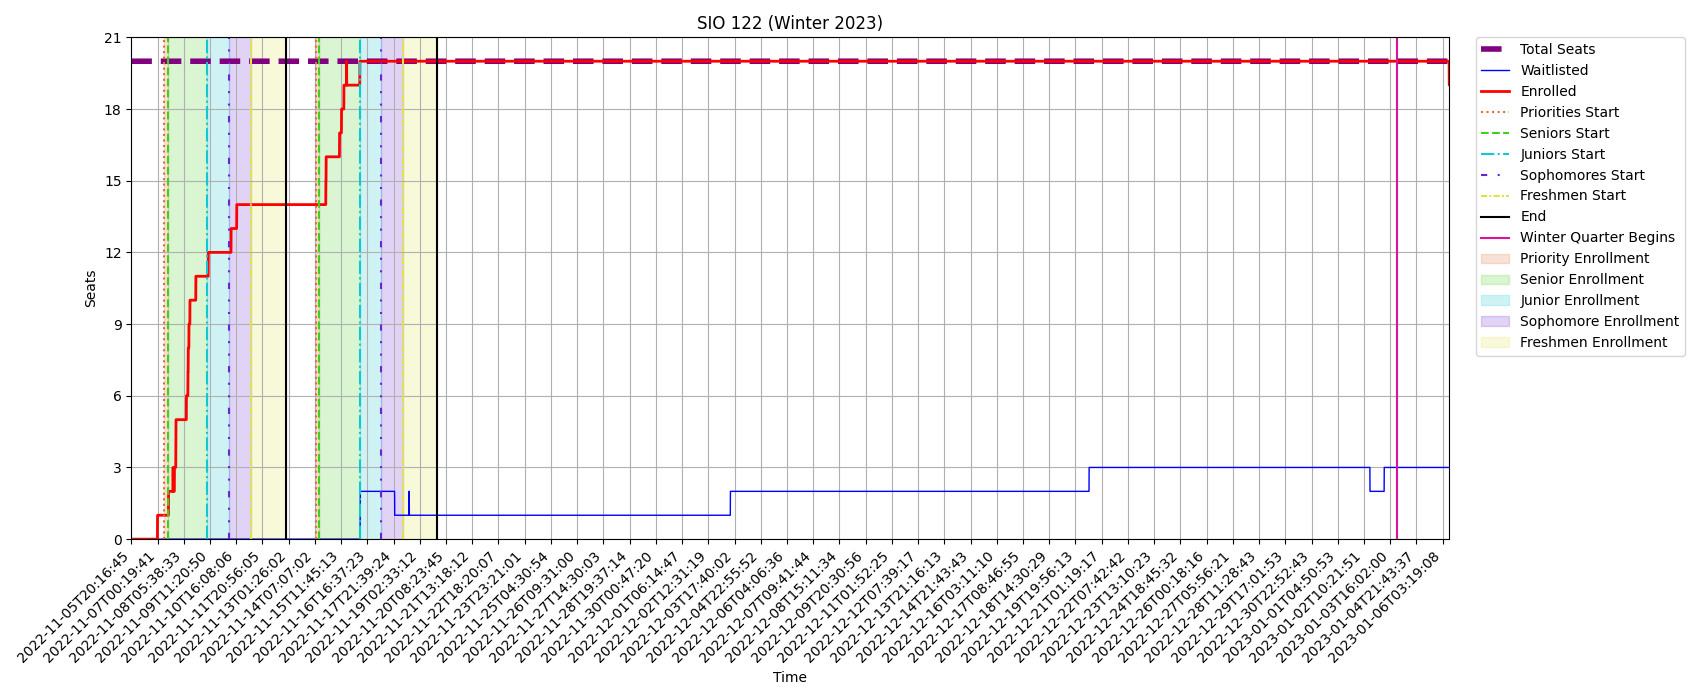 SIO 122 (Winter 2023)
21
18
15
12
9
6
3
0
Seats
2022-11-05T20:16:45
2022-11-07T00:19:41
2022-11-08T05:38:33
2022-11-09T11:20:50
2022-11-10T16:08:06
2022-11-11T20:56:05
2022-11-13T01:26:02
2022-11-14T07:07:02
2022-11-15T11:45:13
2022-11-16T16:37:23
2022-11-17T21:39:24
2022-11-19T02:33:12
2022-11-20T08:23:45
2022-11-21T13:18:12
2022-11-22T18:20:07
2022-11-23T23:21:01
2022-11-25T04:30:54
2022-11-26T09:31:00
2022-11-27T14:30:03
2022-11-28T19:37:14
2022-11-30T00:47:20
2022-12-01T06:14:47
2022-12-02T12:31:19
2022-12-03T17:40:02
2022-12-04T22:55:52
2022-12-06T04:06:36
2022-12-07T09:41:44
2022-12-08T15:11:34
2022-12-09T20:30:56
2022-12-11T01:52:25
2022-12-12T07:39:17
2022-12-13T21:16:13
2022-12-14T21:43:43
2022-12-16T03:11:10
2022-12-17T08:46:55
2022-12-18T14:30:29
2022-12-19T19:56:13
2022-12-21T01:19:17
2022-12-22T07:42:42
2022-12-23T13:10:23
2022-12-24T18:45:32
2022-12-26T00:18:16
2022-12-27T05:56:21
2022-12-28T11:28:43
2022-12-29T17:01:53
2022-12-30T22:52:43
2023-01-01T04:50:53
2023-01-02T10:21:51
2023-01-03T16:02:00
2023-01-04T21:43:37
2023-01-06T03:19:08
Time
Total Seats
Waitlisted
Enrolled
Priorities Start
Seniors Start
Juniors Start
Sophomores Start
Freshmen Start
End
Winter Quarter Begins
Priority Enrollment
Senior Enrollment
Junior Enrollment
Sophomore Enrollment
Freshmen Enrollment